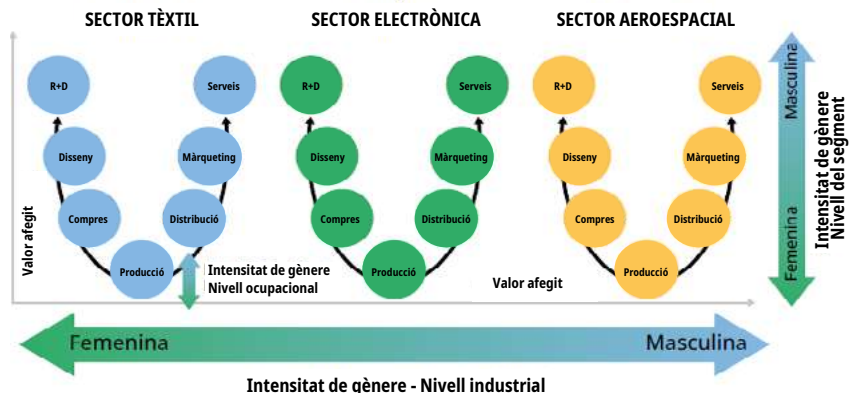 SECTOR TÈXTIL
SECTOR ELECTRÒNICA
SECTOR AEROESPACIAL
R+D
Serveis
Disseny
Màrqueting
Compres
Distribució
Producció
R+D
Serveis
Disseny
Màrqueting
Compres
Distribució
Producció
R+D
Serveis
Disseny
Màrqueting
Compres
Distribució
Producció
Valor afegit
Intensitat de gènere
Nivell ocupacional
Valor afegit
Masculina
Femenina
Intensitat de gènere
Nivell del segment
Femenina
Masculina
Intensitat de gènere - Nivell industrial